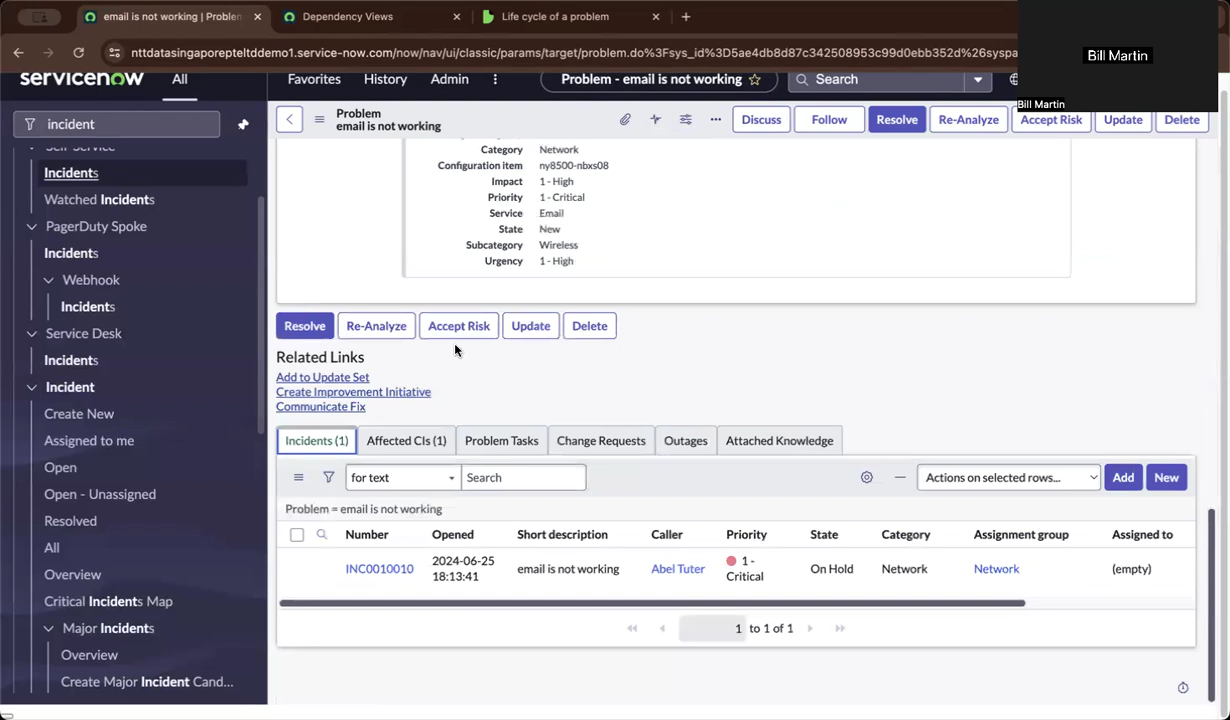 email is not working | Problem
Dependency Views
Life cycle of a problem
nttdatasingaporepteltddemo1.service-now.com/now/nav/ui/classic/params/target/problem.do%3Fsys_id%3D5ae4db8d87c342508953c99d0ebb352d%26syspa
Bill Martin
Bill Martin
servicenow
All
Favorites
History
Admin
Problem - email is not working
Search
incident
Self-Service
Incidents
Watched Incidents
PagerDuty Spoke
Incidents
Webhook
Incidents
Service Desk
Incidents
Incident
Create New
Assigned to me
Open
Open - Unassigned
Resolved
All
Overview
Critical Incidents Map
Major Incidents
Overview
Create Major Incident Cand...
Problem
email is not working
Discuss
Follow
Resolve
Re-Analyze
Accept Risk
Update
Delete
Category Network
Configuration item ny8500-nbxs08
Impact 1 - High
Priority 1 - Critical
Service Email
State New
Subcategory Wireless
Urgency 1 - High
Resolve
Re-Analyze
Accept Risk
Update
Delete
Related Links
Add to Update Set
Create Improvement Initiative
Communicate Fix
Incidents (1)
Affected CIs (1)
Problem Tasks
Change Requests
Outages
Attached Knowledge
for text
Search
Actions on selected rows...
Add
New
Problem = email is not working
Number Opened Short description Caller Priority State Category Assignment group Assigned to
INC0010010 2024-06-25 18:13:41 email is not working Abel Tuter 1 - Critical On Hold Network Network (empty)
1 to 1 of 1